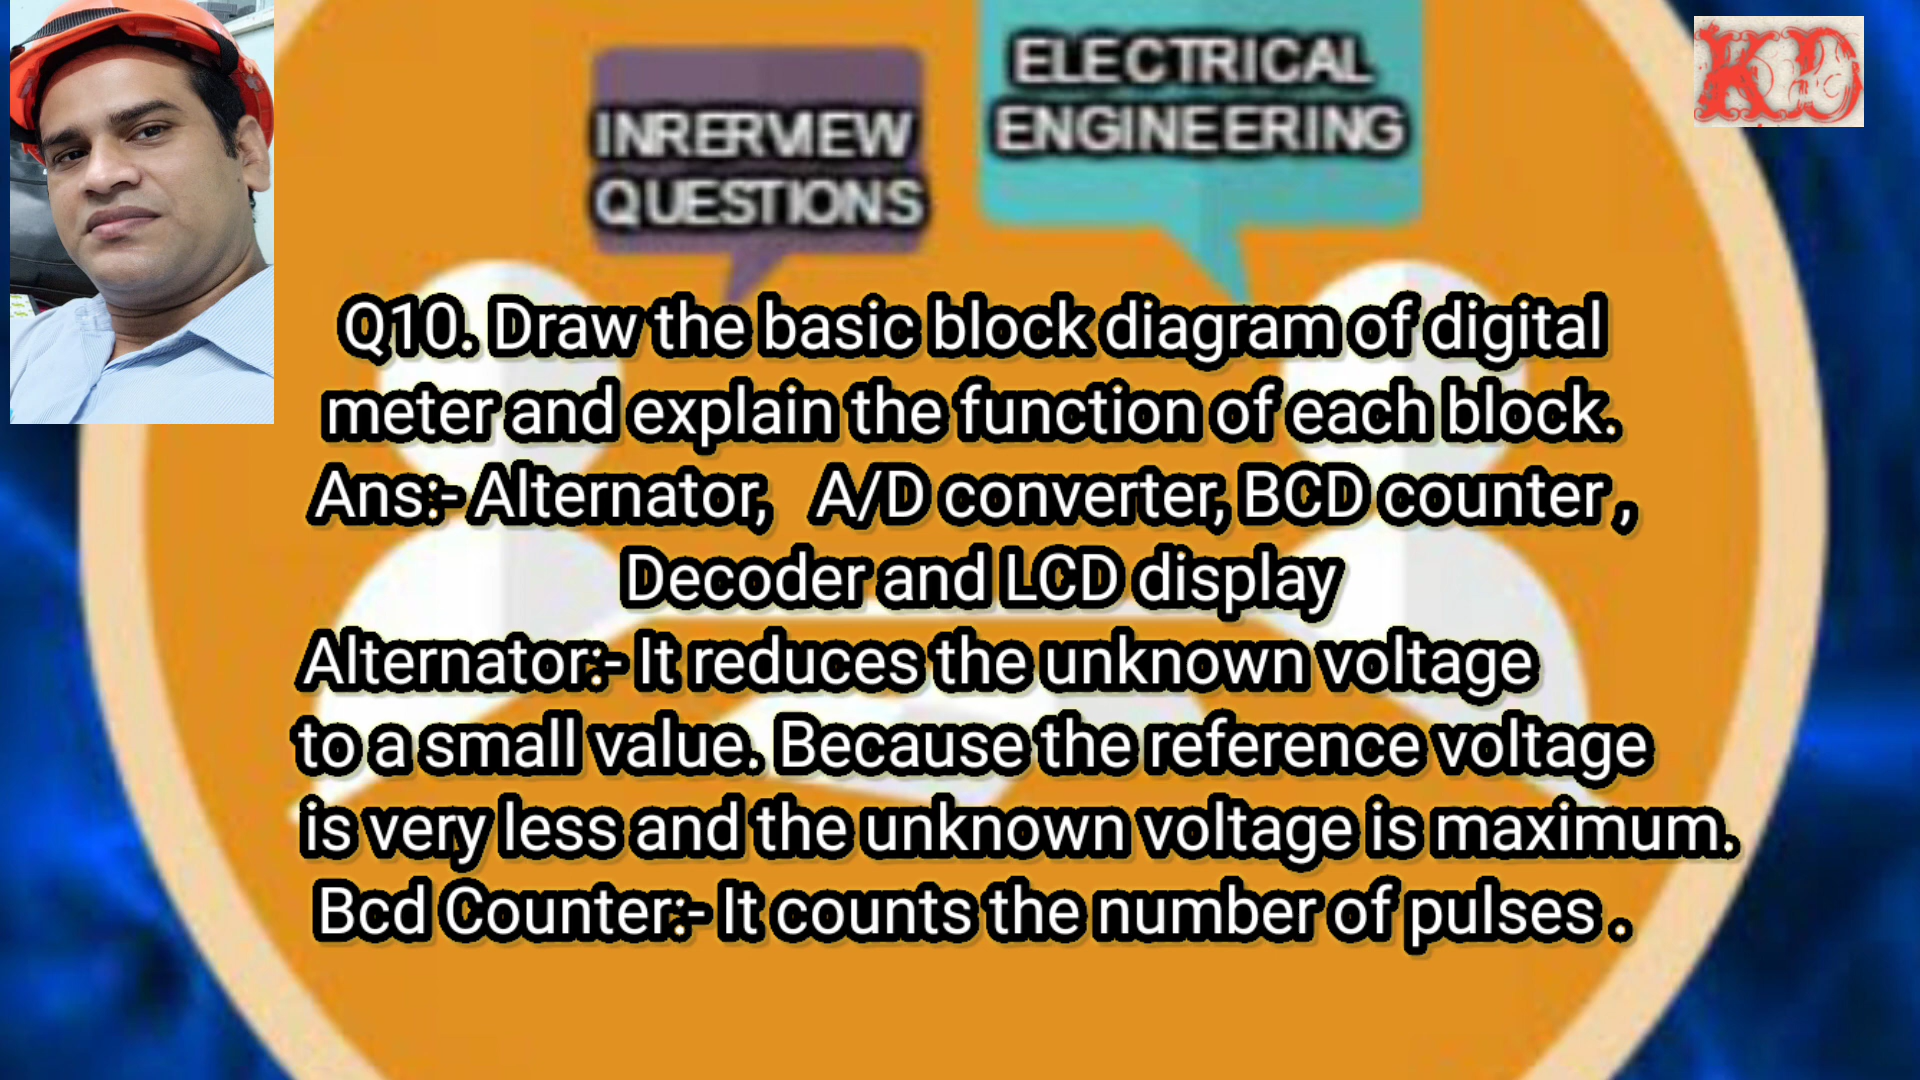 INRERVIEW
QUESTIONS
ELECTRICAL
ENGINEERING
KD
Q10. Draw the basic block diagram of digital
meter and explain the function of each block.
Ans:- Alternator, A/D converter, BCD counter ,
Decoder and LCD display
Alternator:- It reduces the unknown voltage
to a small value. Because the reference voltage
is very less and the unknown voltage is maximum.
Bcd Counter:- It counts the number of pulses .